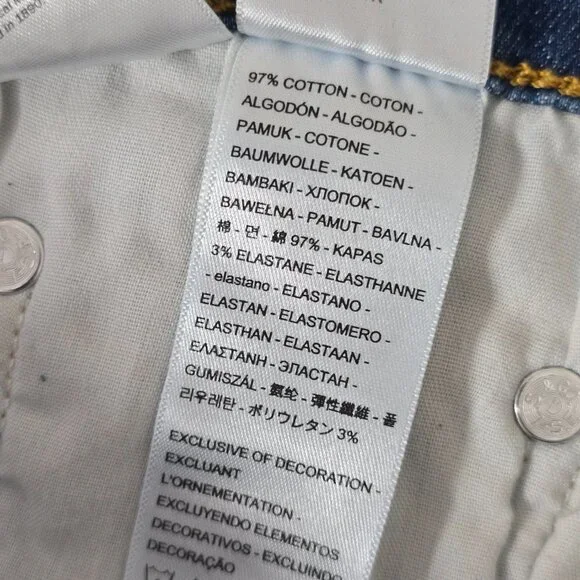 97% COTTON - COTON -
ALGODÓN - ALGODÃO -
PAMUK - COTONE -
BAUMWOLLE - KATOEN -
BAMBAKI - ХЛОПОК -
BAWEŁNA - PAMUT - BAVLNA -
棉 - 면 - 綿 97% - KAPAS
3% ELASTANE - ELASTHANNE
- elastano - ELASTANO -
ELASTAN - ELASTOMERO -
ELASTHAN - ELASTAAN -
ΕΛΑΣΤΑΝΗ - ЭЛАСТАН -
GUMISZÁL - 氨纶 - 彈性纖維 - 폴
리우레탄 - ポリウレタン 3%
EXCLUSIVE OF DECORATION -
EXCLUANT
L'ORNEMENTATION -
EXCLUYENDO ELEMENTOS
DECORATIVOS - EXCLUINDO
DECORAÇÃO